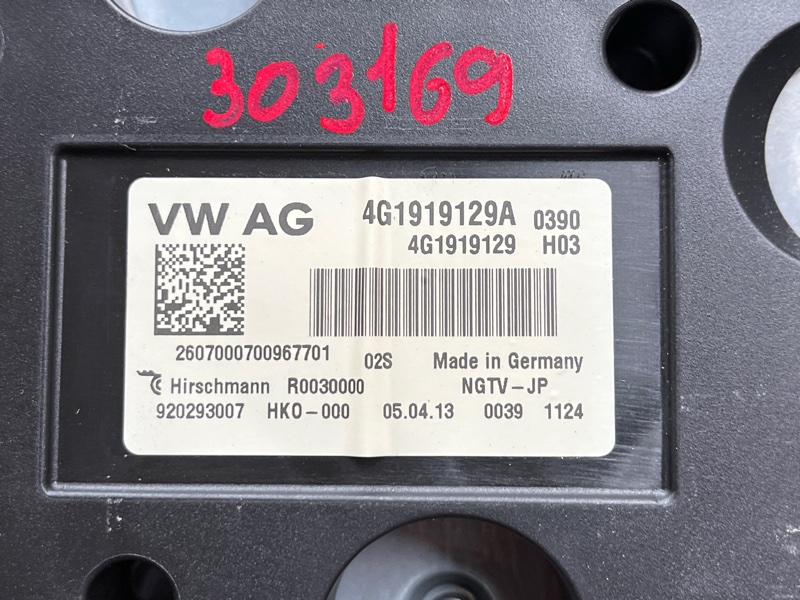 303169
VW AG 4G1919129A 0390
4G1919129 H03
2607000700967701 02S Made in Germany
Hirschmann R0030000 NGTV-JP
920293007 HKO-000 05.04.13 0039 1124